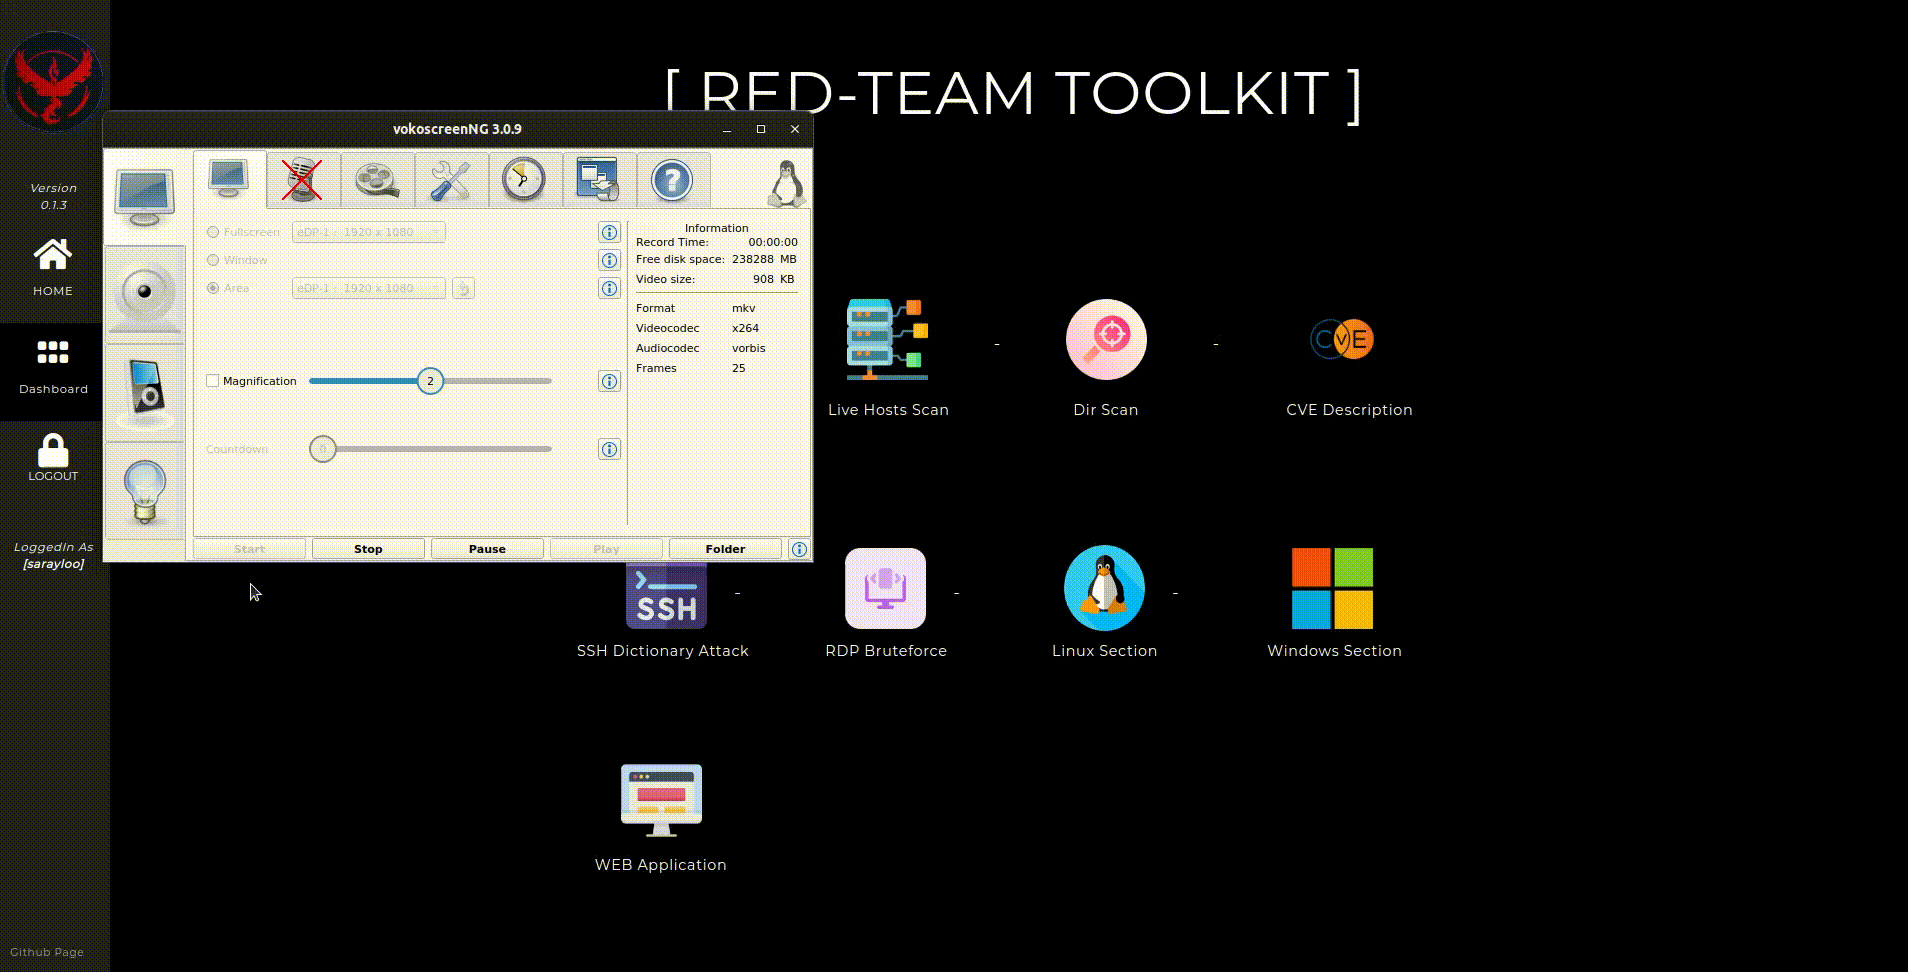 [ RED-TEAM TOOLKIT ]
vokoscreenNG 3.0.9
Version
0.1.3
HOME
Dashboard
LOGOUT
LoggedIn As
[sarayloo]
Github Page
Fullscreen
eDP-1 : 1920 x 1080
Window
Area
eDP-1 : 1920 x 1080
Magnification
2
Countdown
0
Information
Record Time: 00:00:00
Free disk space: 238288 MB
Video size: 908 KB
Format mkv
Videocodec x264
Audiocodec vorbis
Frames 25
Start
Stop
Pause
Play
Folder
Live Hosts Scan
-
Dir Scan
-
CVE
CVE Description
SSH
SSH Dictionary Attack
-
RDP Bruteforce
-
Linux Section
-
Windows Section
WEB Application